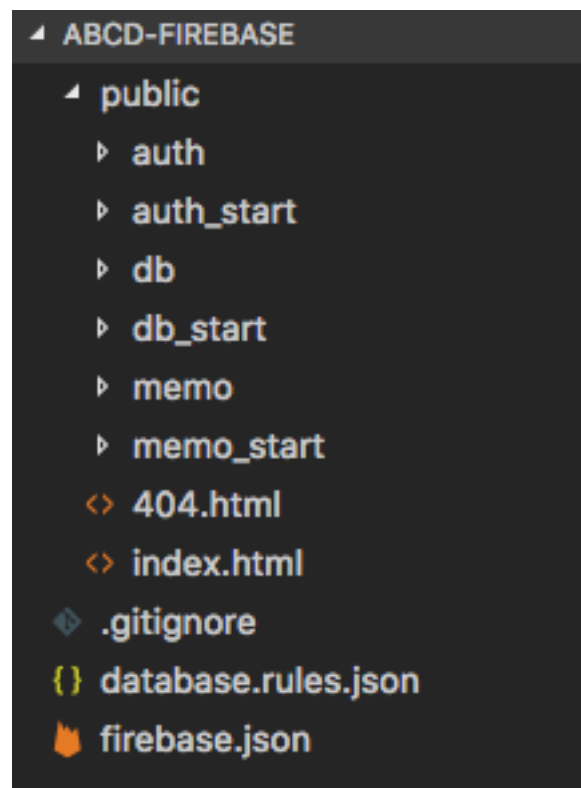 ABCD-FIREBASE
public
auth
auth_start
db
db_start
memo
memo_start
404.html
index.html
.gitignore
database.rules.json
firebase.json